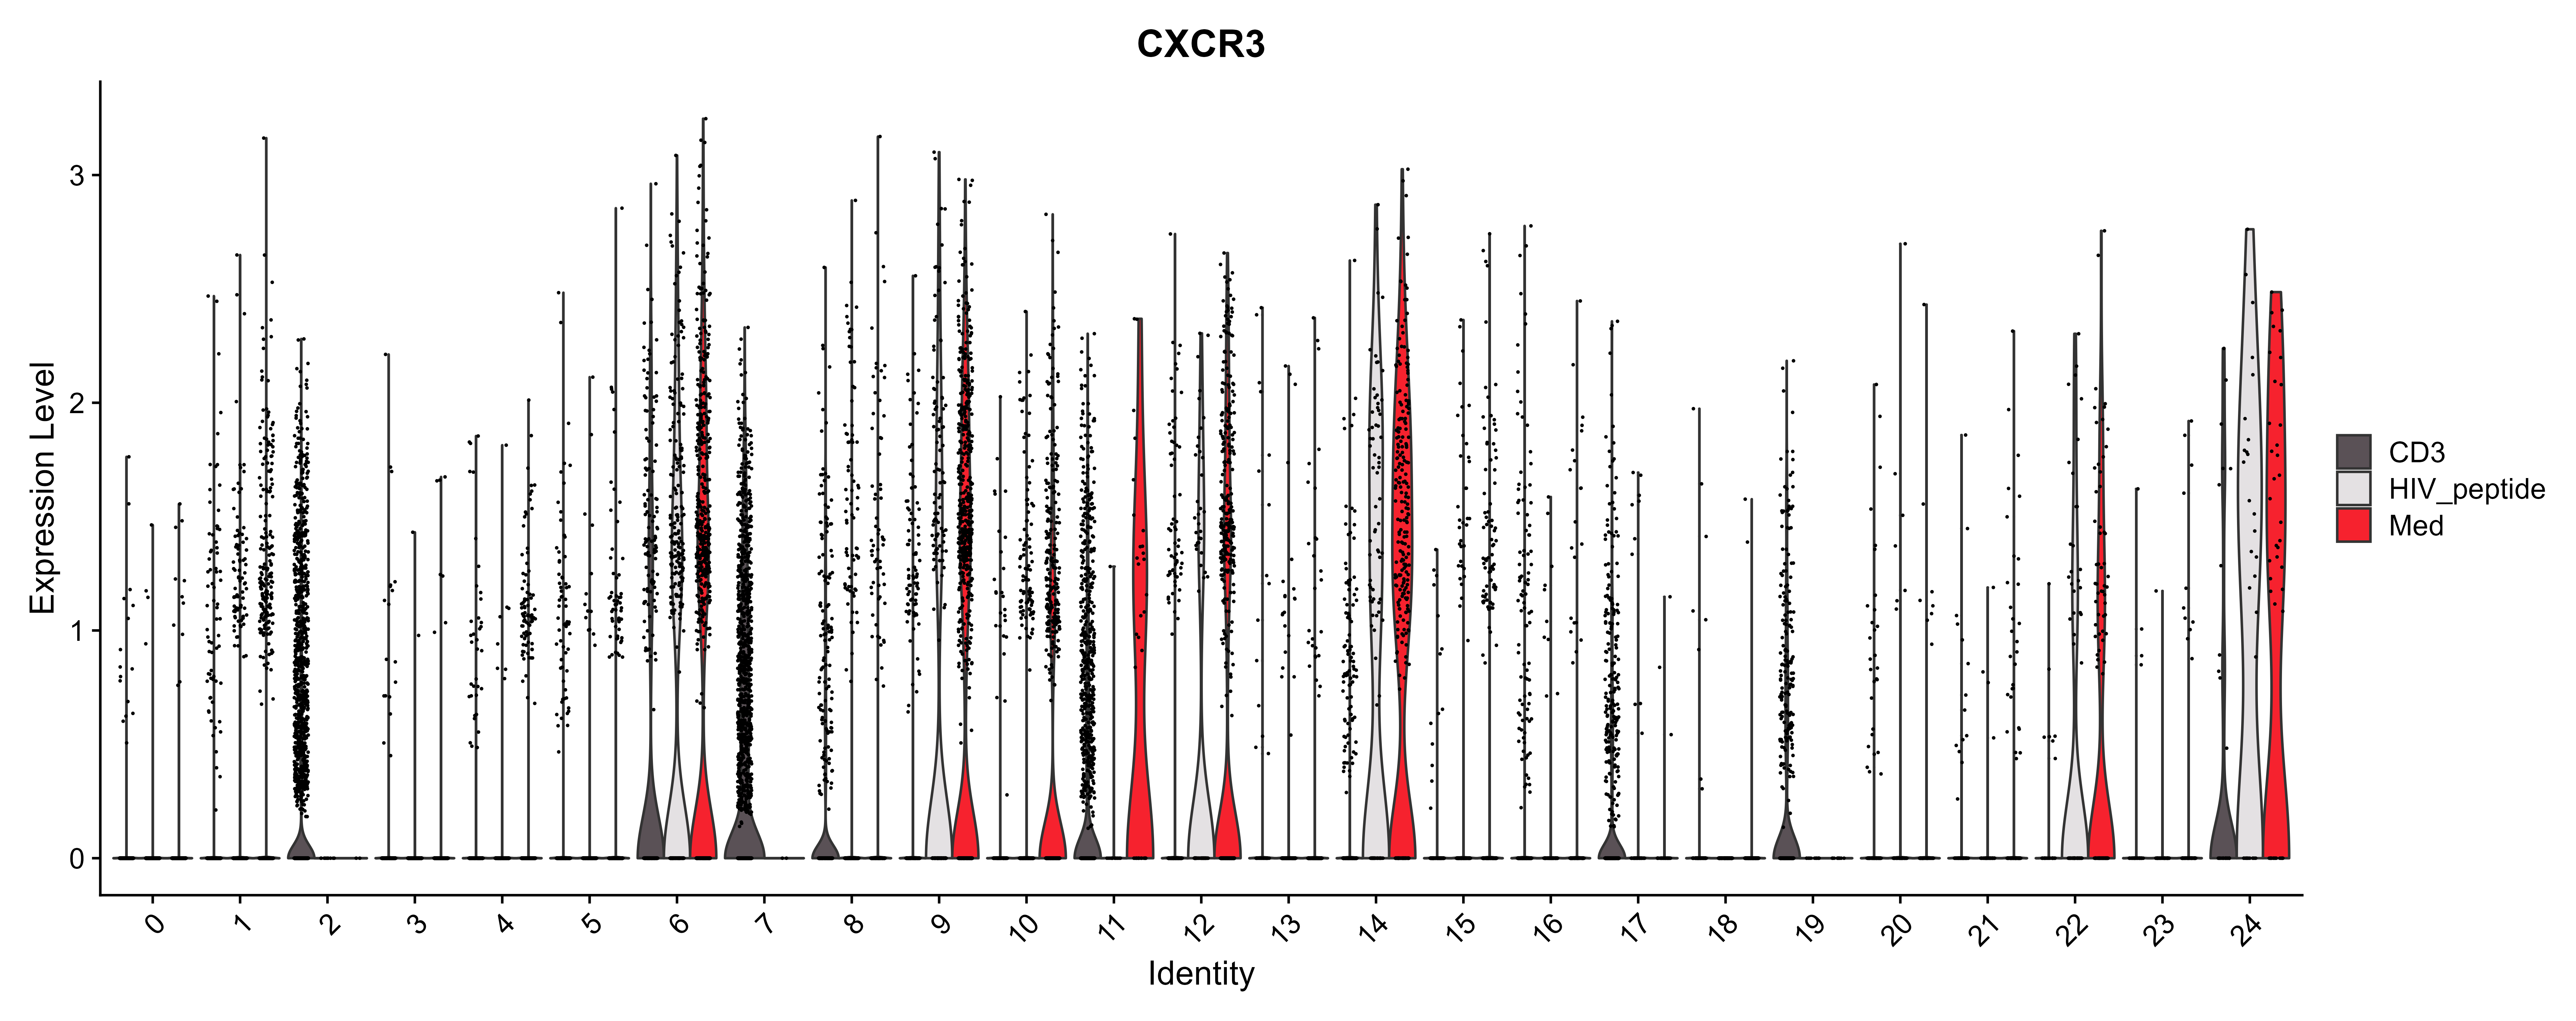 CXCR3
Expression Level
3
2
1
0
0 1 2 3 4 5 6 7 8 9 10 11 12 13 14 15 16 17 18 19 20 21 22 23 24
Identity
CD3
HIV_peptide
Med